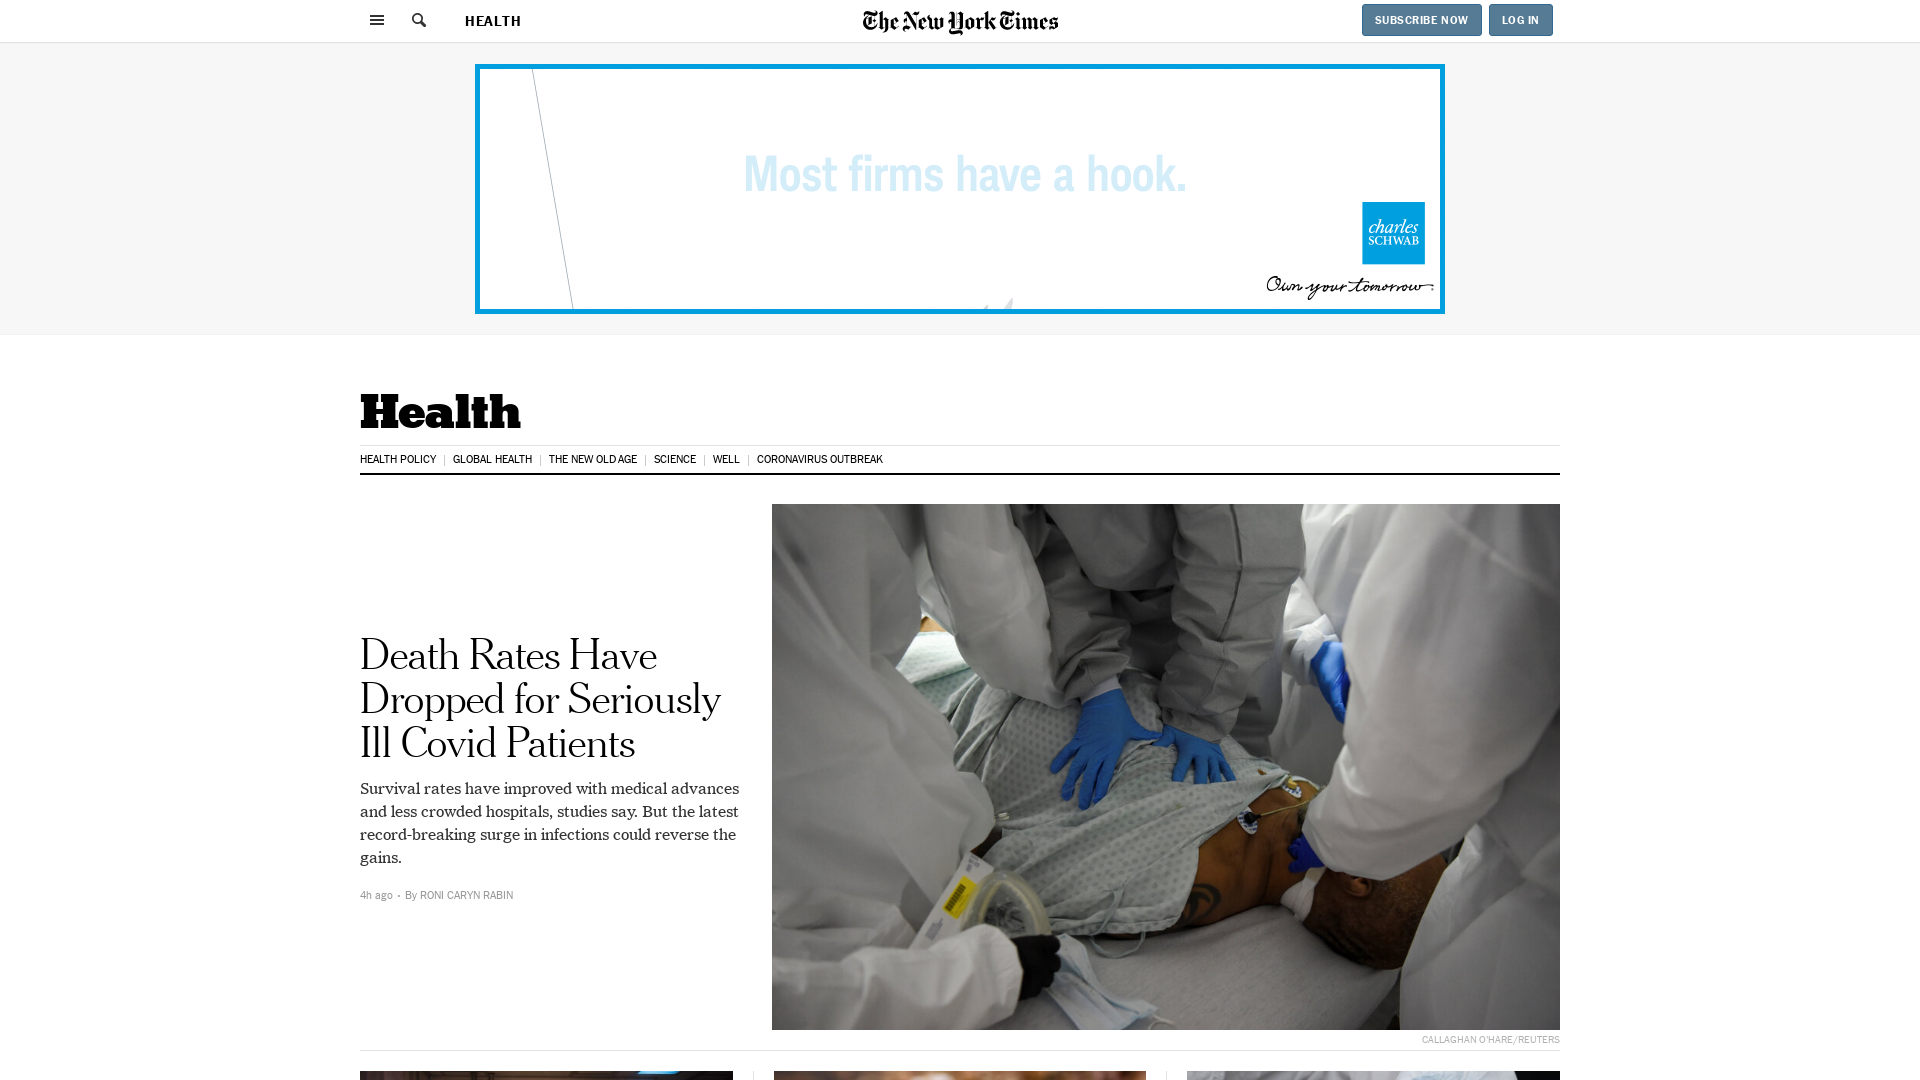 HEALTH
The New York Times
SUBSCRIBE NOW
LOG IN
Most firms have a hook.
charles
SCHWAB
Own your tomorrow.
Health
HEALTH POLICY
GLOBAL HEALTH
THE NEW OLD AGE
SCIENCE
WELL
CORONAVIRUS OUTBREAK
Death Rates Have
Dropped for Seriously
Ill Covid Patients
Survival rates have improved with medical advances
and less crowded hospitals, studies say. But the latest
record-breaking surge in infections could reverse the
gains.
4h ago · By RONI CARYN RABIN
CALLAGHAN O'HARE/REUTERS